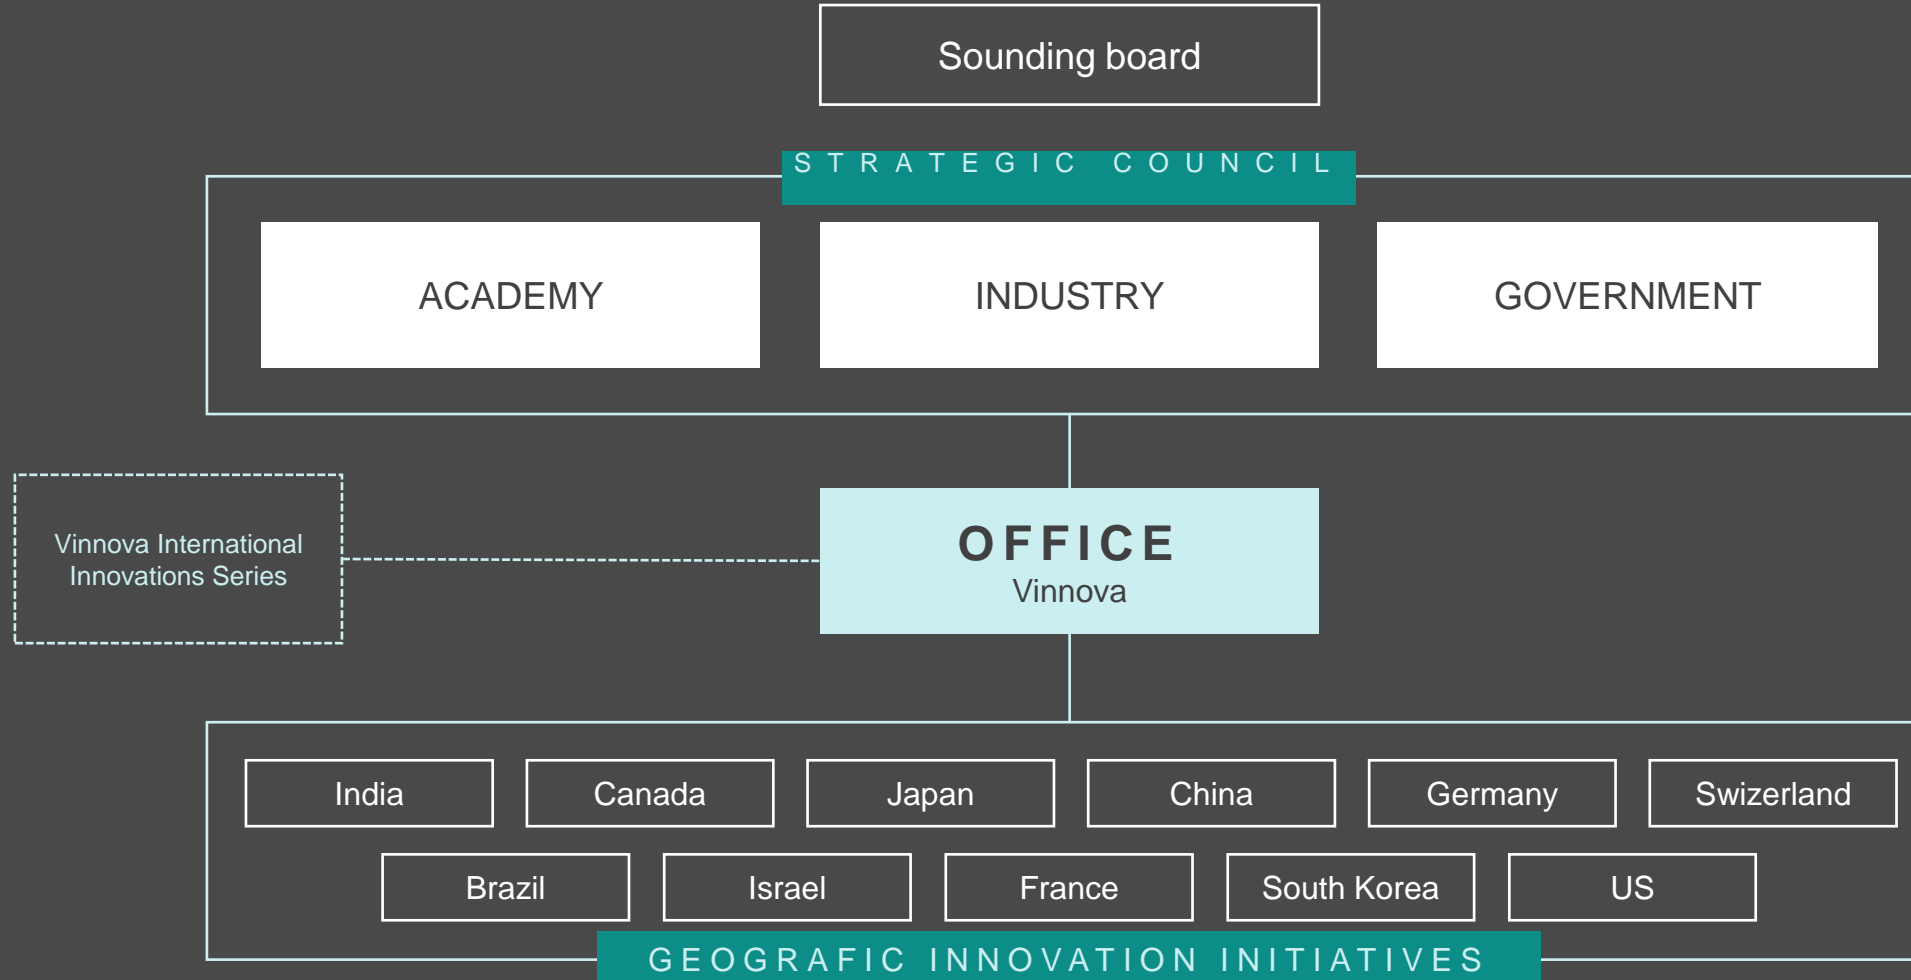 Sounding board
STRATEGIC COUNCIL
ACADEMY
INDUSTRY
GOVERNMENT
Vinnova International
Innovations Series
OFFICE
Vinnova
India
Canada
Japan
China
Germany
Swizerland
Brazil
Israel
France
South Korea
US
GEOGRAFIC INNOVATION INITIATIVES